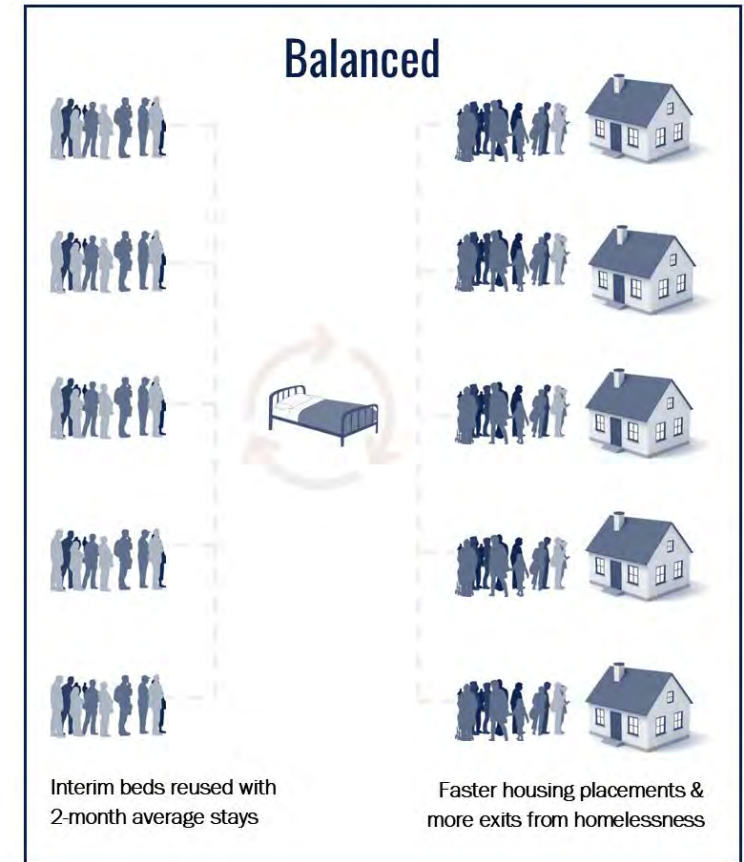 Balanced
Interim beds reused with
2-month average stays
Faster housing placements &
more exits from homelessness